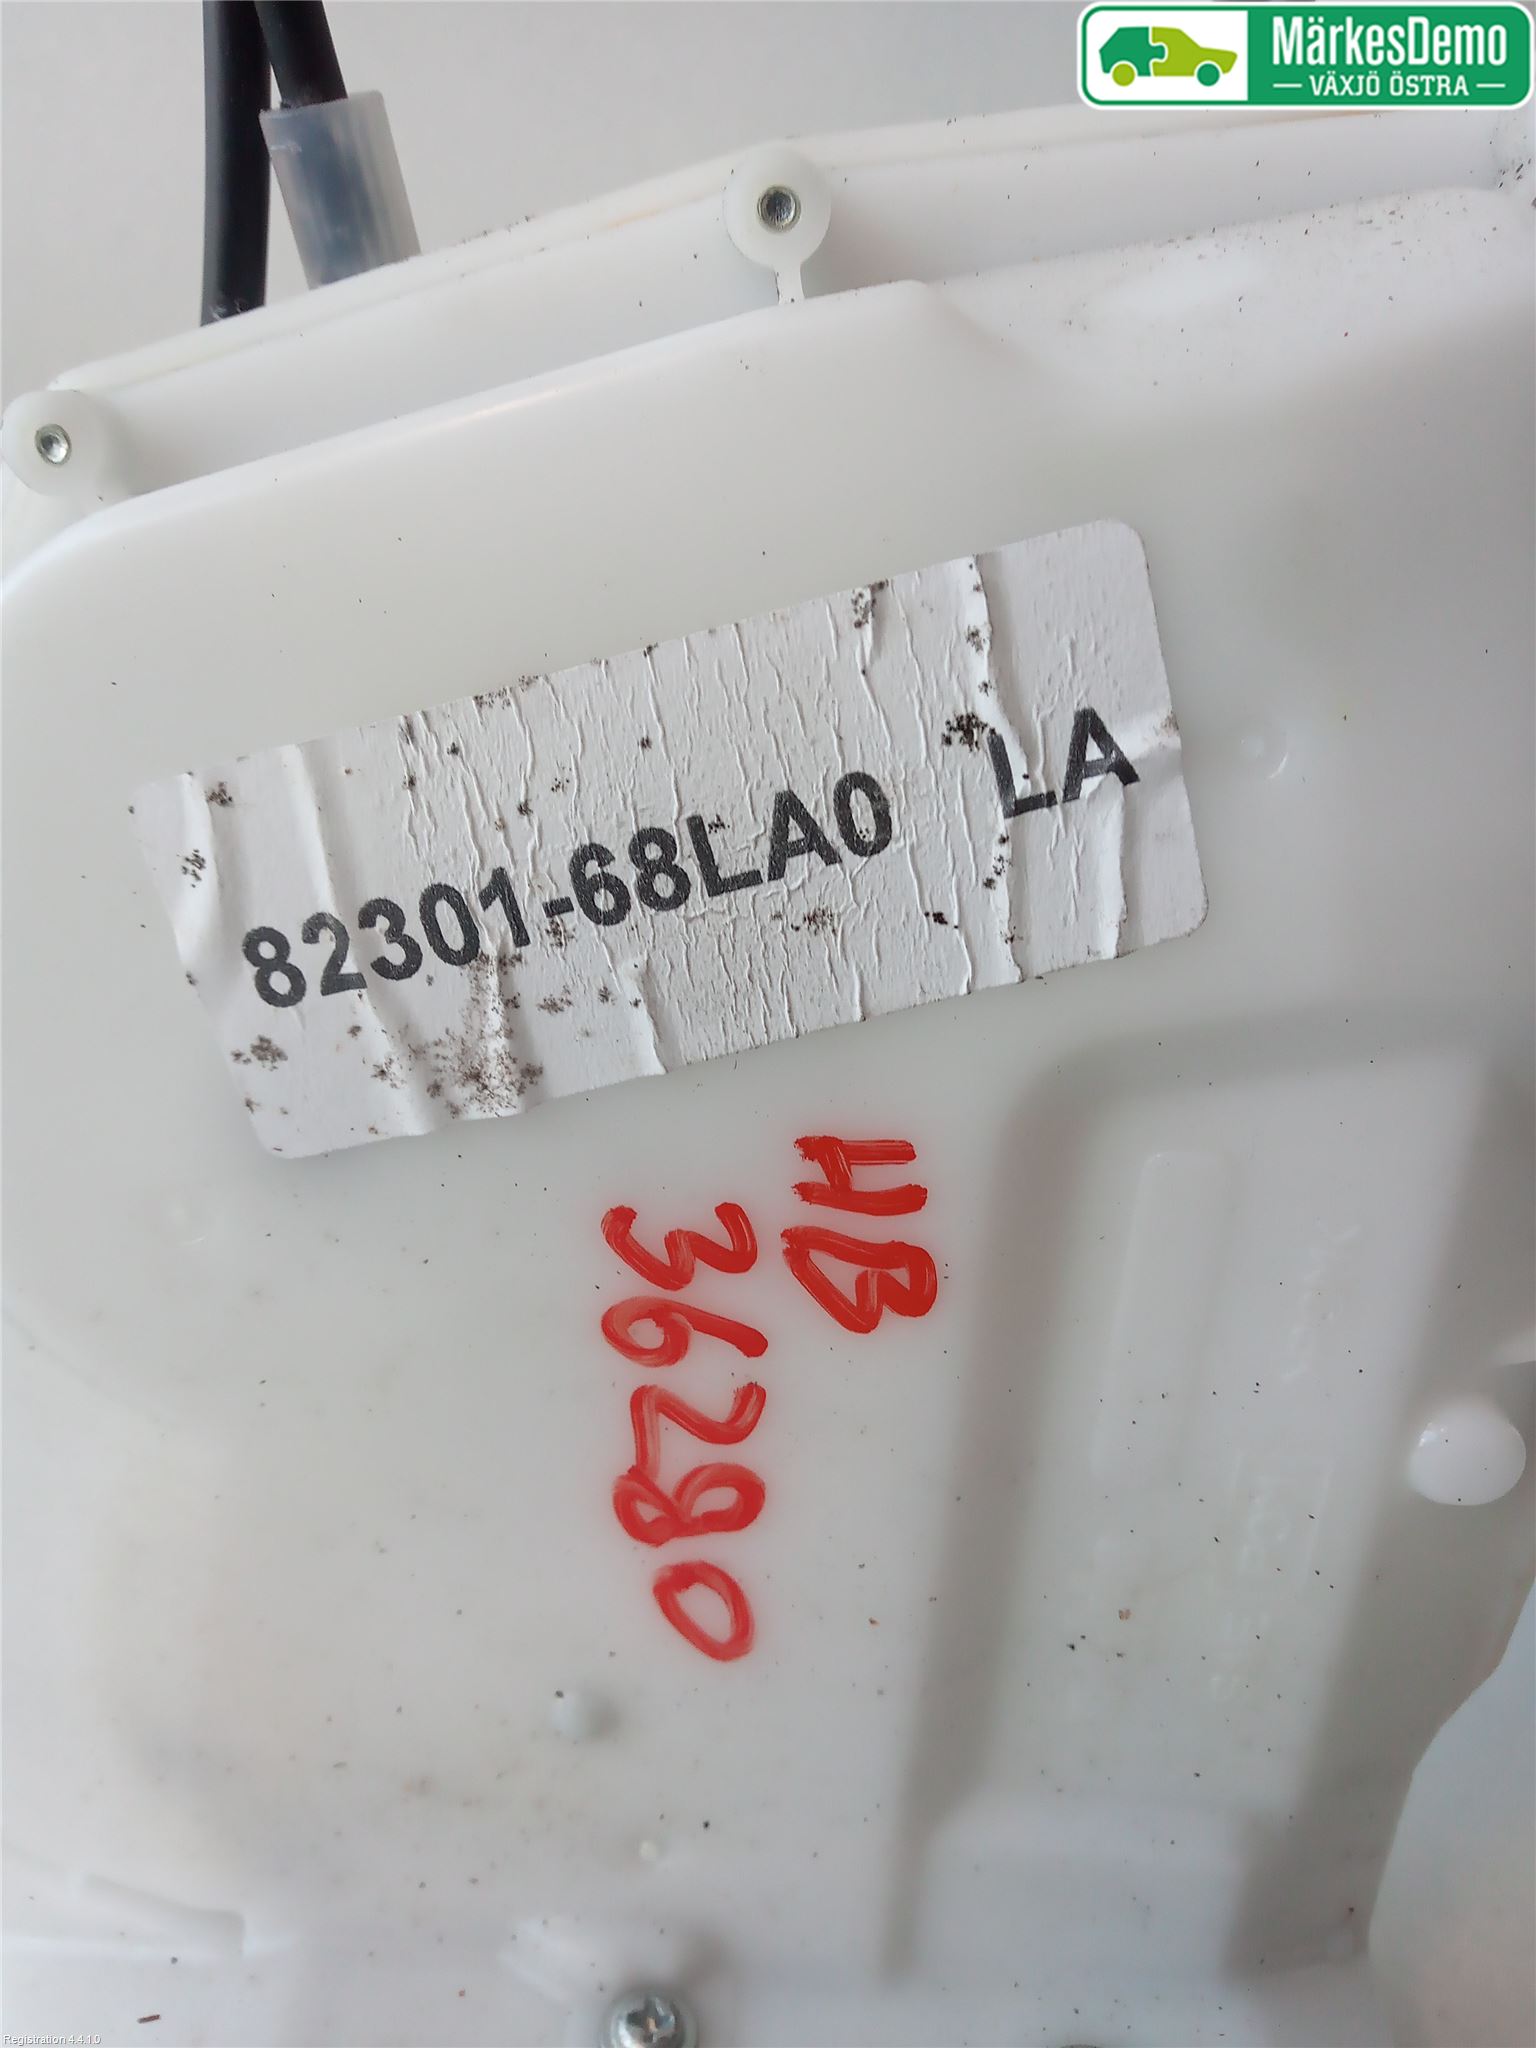 MärkesDemo
VÄXJÖ ÖSTRA
82301-68LA0 LA
HB
36280
Registration 4.4.1.0